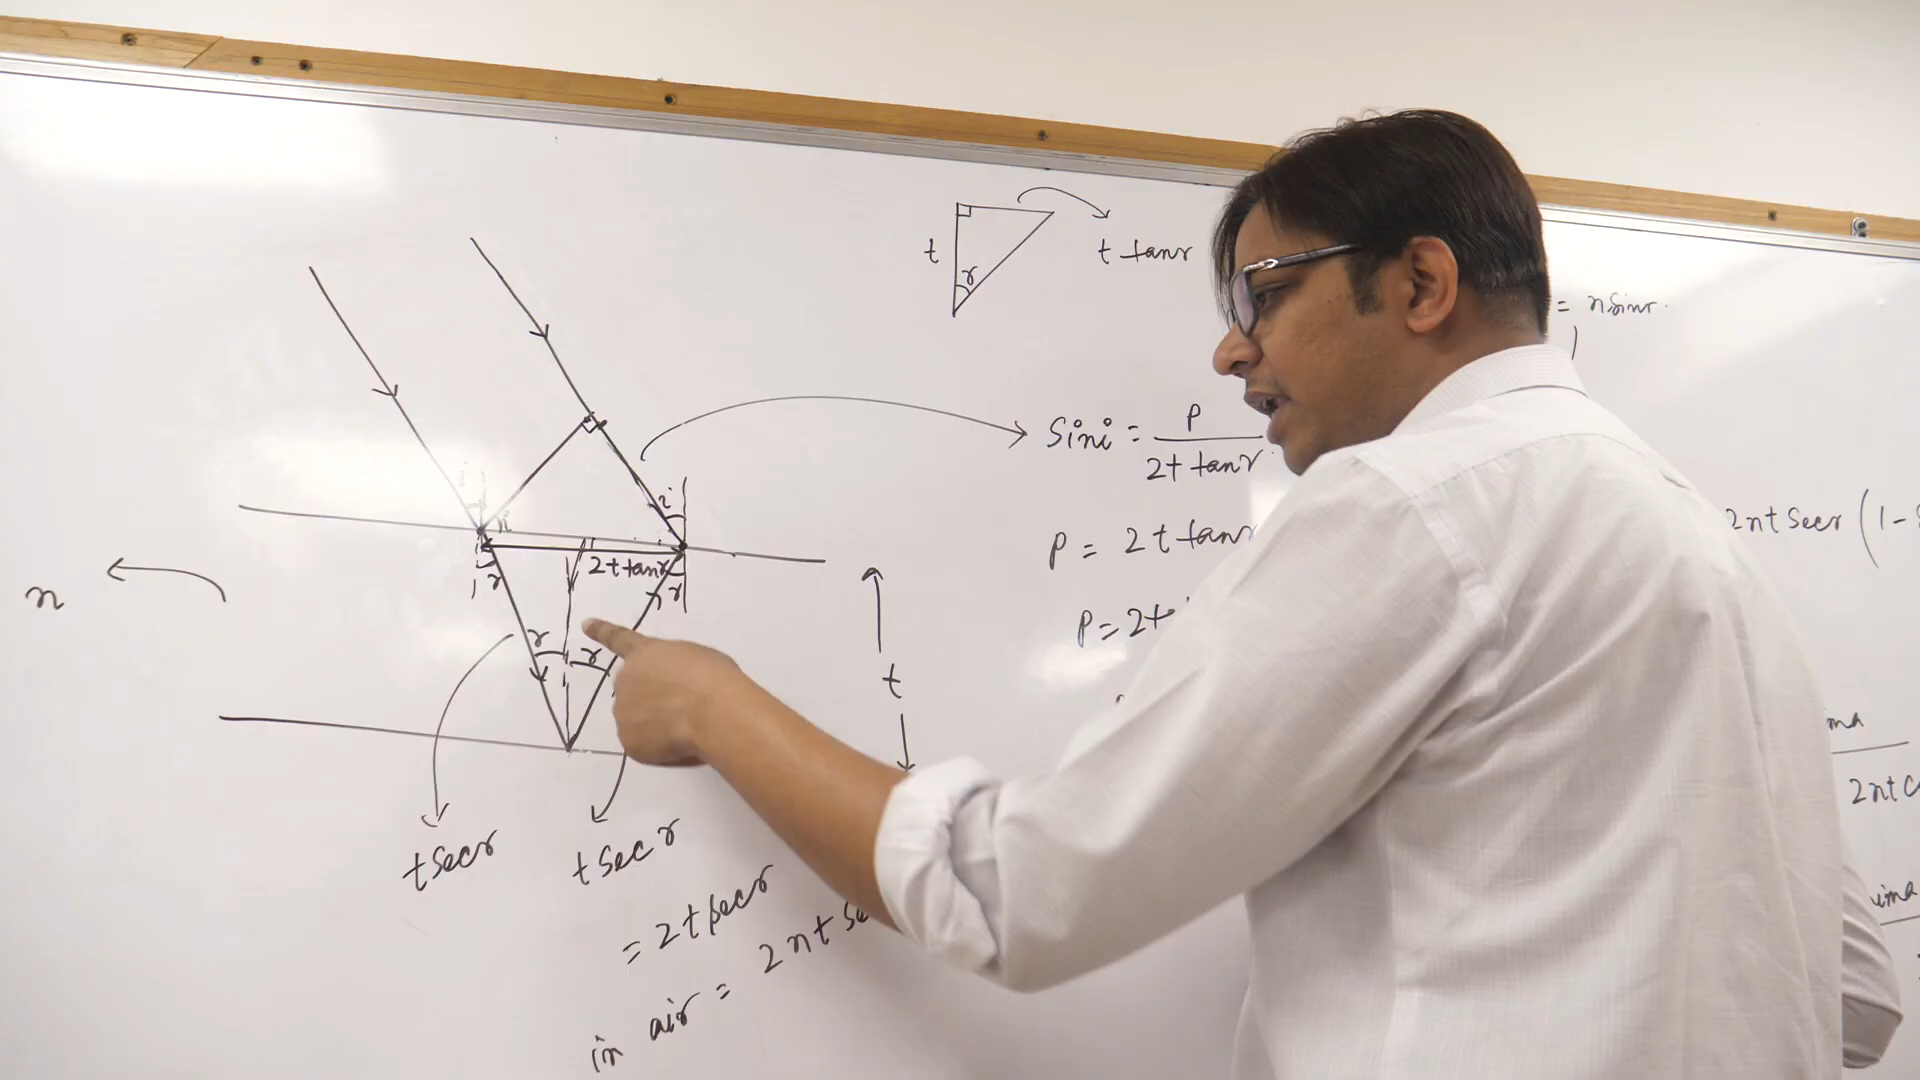 t
r
t tanr
= nsinr.
i
i
i
Sini = P / 2t tanr
2nt Secr (1-
2t tanr
P = 2t tanr
n
r
r
r
r
P = 2t
t
t Secr
t Sec r
2nt
= 2t secr
in air = 2nt Se